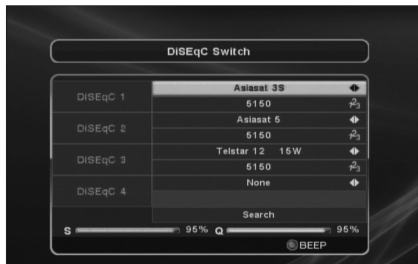 DiSEqC Switch
DiSEqC 1
Asiasat 3S
5150
DiSEqC 2
Asiasat 5
5150
DiSEqC 3
Telstar 12 15W
5150
DiSEqC 4
None
Search
S 95% Q 95%
BEEP